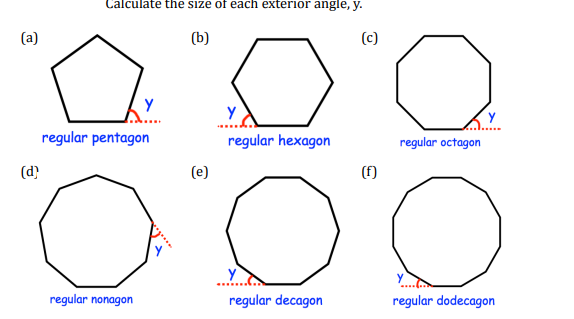 Calculate the size of each exterior angle, y.
(a) (b) (c)
y y y
regular pentagon regular hexagon regular octagon
(d) (e) (f)
y y y
regular nonagon regular decagon regular dodecagon